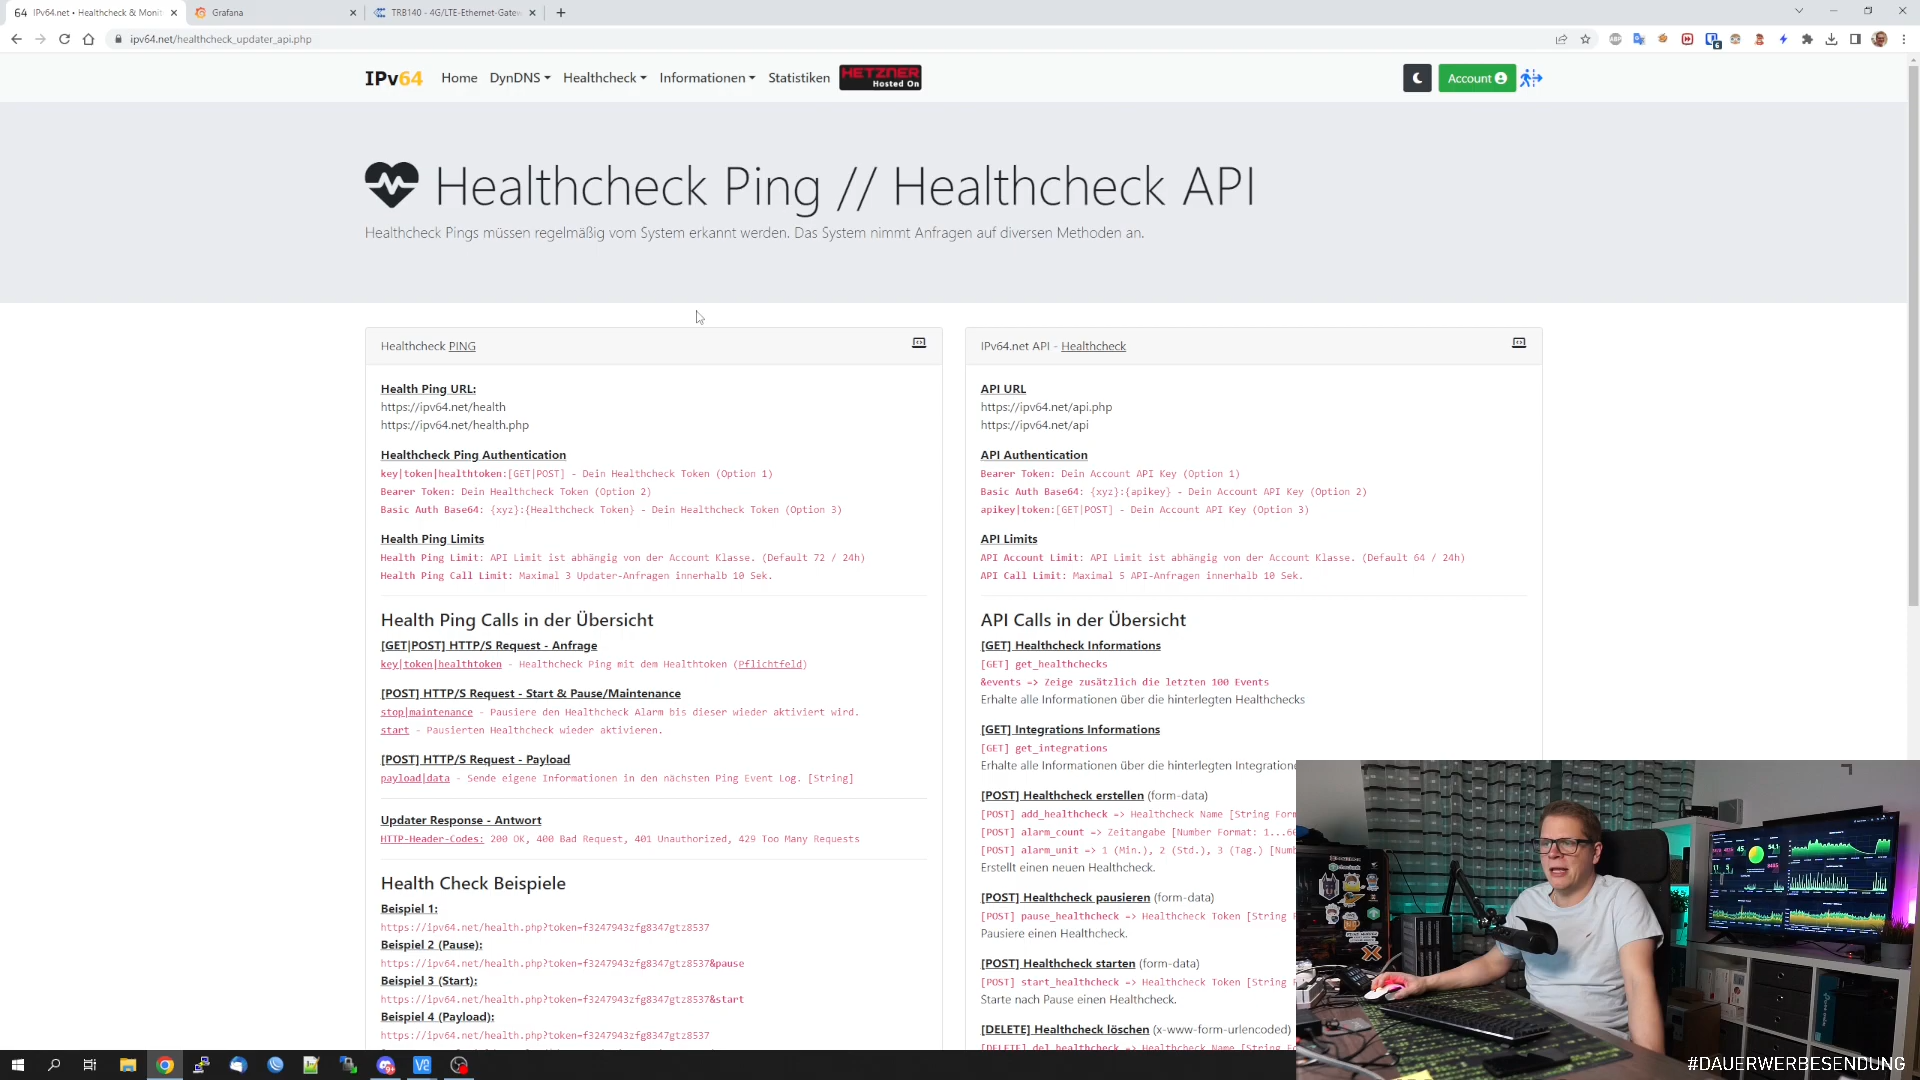 IPv64.net • Healthcheck & Monit
Grafana
TRB140 - 4G/LTE-Ethernet-Gatew
ipv64.net/healthcheck_updater_api.php
IPv64
Home
DynDNS
Healthcheck
Informationen
Statistiken
HETZNER
Hosted On
Account
Healthcheck Ping // Healthcheck API
Healthcheck Pings müssen regelmäßig vom System erkannt werden. Das System nimmt Anfragen auf diversen Methoden an.
Healthcheck PING
Health Ping URL:
https://ipv64.net/health
https://ipv64.net/health.php
Healthcheck Ping Authentication
key|token|healthtoken:[GET|POST] - Dein Healthcheck Token (Option 1)
Bearer Token: Dein Healthcheck Token (Option 2)
Basic Auth Base64: {xyz}:{Healthcheck Token} - Dein Healthcheck Token (Option 3)
Health Ping Limits
Health Ping Limit: API Limit ist abhängig von der Account Klasse. (Default 72 / 24h)
Health Ping Call Limit: Maximal 3 Updater-Anfragen innerhalb 10 Sek.
Health Ping Calls in der Übersicht
[GET|POST] HTTP/S Request - Anfrage
key|token|healthtoken - Healthcheck Ping mit dem Healthtoken (Pflichtfeld)
[POST] HTTP/S Request - Start & Pause/Maintenance
stop|maintenance - Pausiere den Healthcheck Alarm bis dieser wieder aktiviert wird.
start - Pausierten Healthcheck wieder aktivieren.
[POST] HTTP/S Request - Payload
payload|data - Sende eigene Informationen in den nächsten Ping Event Log. [String]
Updater Response - Antwort
HTTP-Header-Codes: 200 OK, 400 Bad Request, 401 Unauthorized, 429 Too Many Requests
Health Check Beispiele
Beispiel 1:
https://ipv64.net/health.php?token=f3247943zfg8347gtz8537
Beispiel 2 (Pause):
https://ipv64.net/health.php?token=f3247943zfg8347gtz8537&pause
Beispiel 3 (Start):
https://ipv64.net/health.php?token=f3247943zfg8347gtz8537&start
Beispiel 4 (Payload):
https://ipv64.net/health.php?token=f3247943zfg8347gtz8537
IPv64.net API - Healthcheck
API URL
https://ipv64.net/api.php
https://ipv64.net/api
API Authentication
Bearer Token: Dein Account API Key (Option 1)
Basic Auth Base64: {xyz}:{apikey} - Dein Account API Key (Option 2)
apikey|token:[GET|POST] - Dein Account API Key (Option 3)
API Limits
API Account Limit: API Limit ist abhängig von der Account Klasse. (Default 64 / 24h)
API Call Limit: Maximal 5 API-Anfragen innerhalb 10 Sek.
API Calls in der Übersicht
[GET] Healthcheck Informations
[GET] get_healthchecks
&events => Zeige zusätzlich die letzten 100 Events
Erhalte alle Informationen über die hinterlegten Healthchecks
[GET] Integrations Informations
[GET] get_integrations
Erhalte alle Informationen über die hinterlegten Integratione
[POST] Healthcheck erstellen (form-data)
[POST] add_healthcheck => Healthcheck Name [String Form
[POST] alarm_count => Zeitangabe [Number Format: 1...60
[POST] alarm_unit => 1 (Min.), 2 (Std.), 3 (Tag.) [Numb
Erstellt einen neuen Healthcheck.
[POST] Healthcheck pausieren (form-data)
[POST] pause_healthcheck => Healthcheck Token [String F
Pausiere einen Healthcheck.
[POST] Healthcheck starten (form-data)
[POST] start_healthcheck => Healthcheck Token [String F
Starte nach Pause einen Healthcheck.
[DELETE] Healthcheck löschen (x-www-form-urlencoded)
[DELETE] del_healthcheck => Healthcheck Name [String Fo
#DAUERWERBESENDUNG